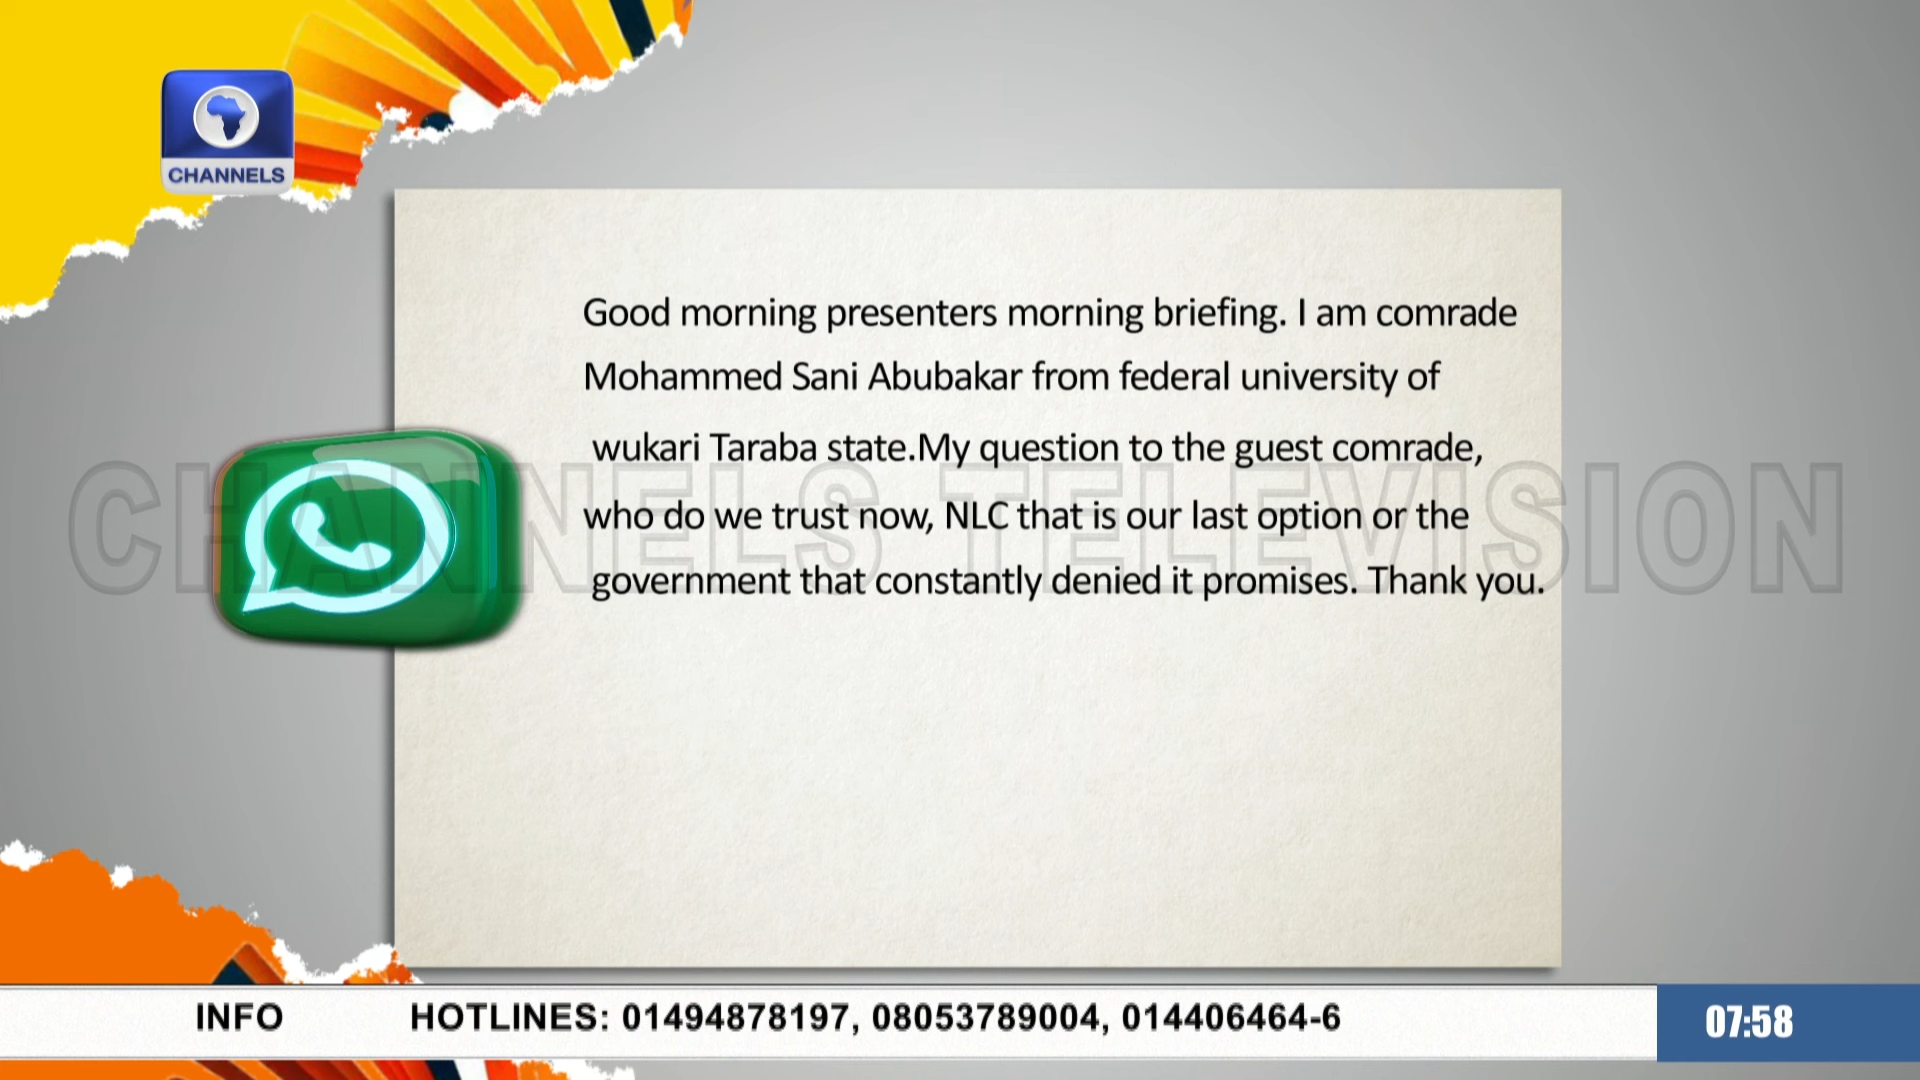 CHANNELS
Good morning presenters morning briefing. I am comrade
Mohammed Sani Abubakar from federal university of
wukari Taraba state.My question to the guest comrade,
who do we trust now, NLC that is our last option or the
government that constantly denied it promises. Thank you.
CHANNELS TELEVISION
INFO HOTLINES: 01494878197, 08053789004, 014406464-6
07:58